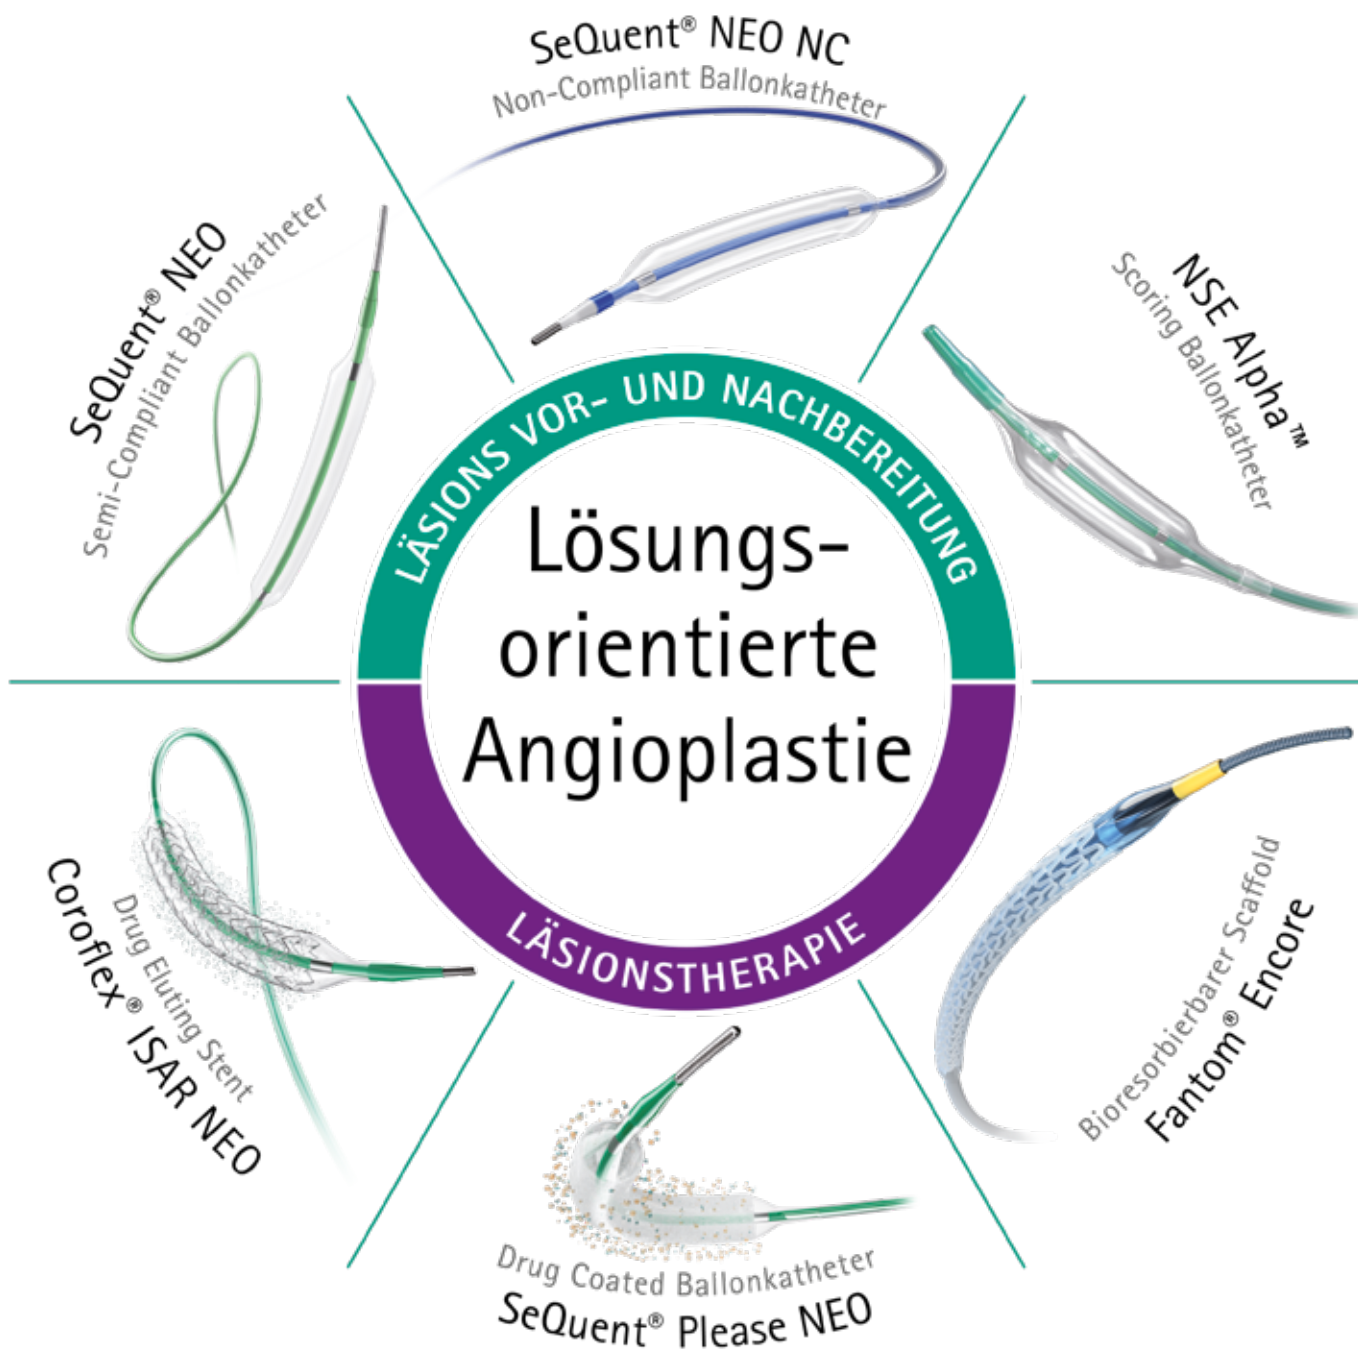 SeQuent® NEO NC
Non-Compliant Ballonkatheter
SeQuent® NEO
Semi-Compliant Ballonkatheter
NSE Alpha™
Scoring Ballonkatheter
LÄSIONS VOR- UND NACHBEREITUNG
Lösungs-
orientierte
Angioplastie
LÄSIONSTHERAPIE
Drug Eluting Stent
Coroflex® ISAR NEO
Bioresorbierbarer Scaffold
Fantom® Encore
Drug Coated Ballonkatheter
SeQuent® Please NEO